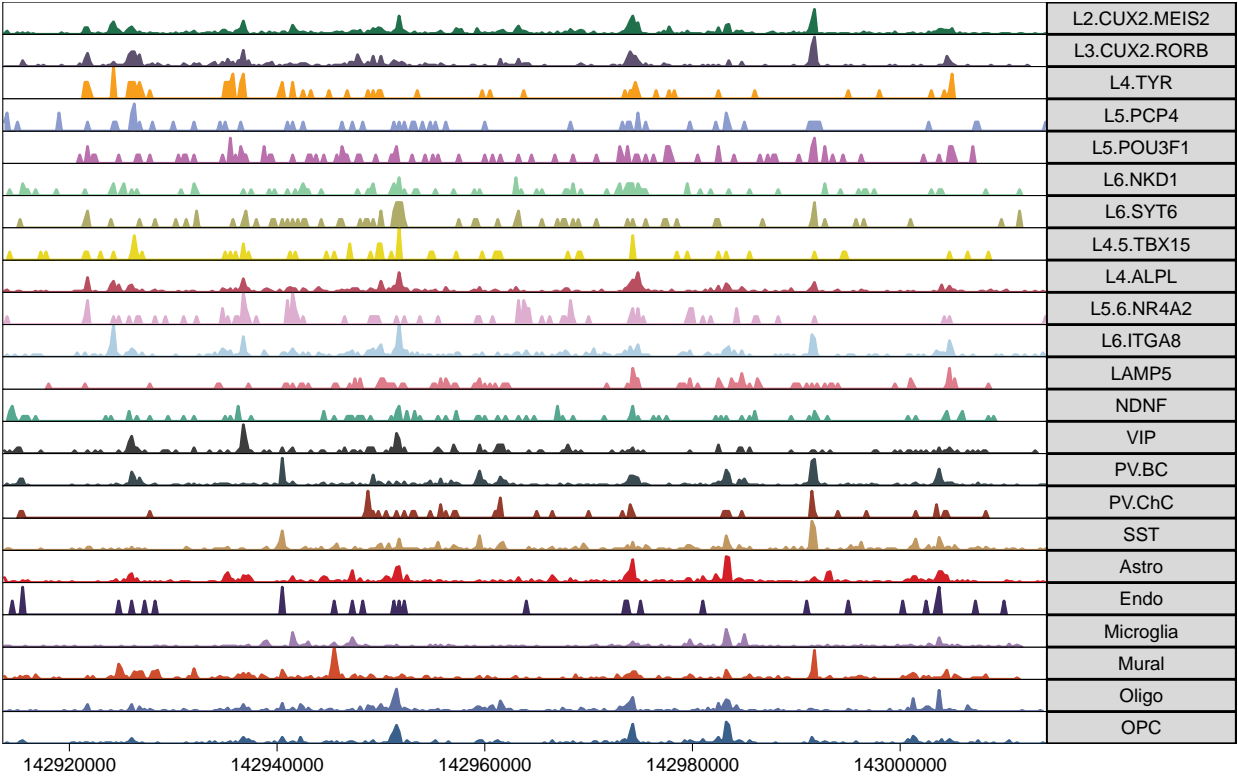 L2.CUX2.MEIS2
L3.CUX2.RORB
L4.TYR
L5.PCP4
L5.POU3F1
L6.NKD1
L6.SYT6
L4.5.TBX15
L4.ALPL
L5.6.NR4A2
L6.ITGA8
LAMP5
NDNF
VIP
PV.BC
PV.ChC
SST
Astro
Endo
Microglia
Mural
Oligo
OPC
142920000 142940000 142960000 142980000 143000000